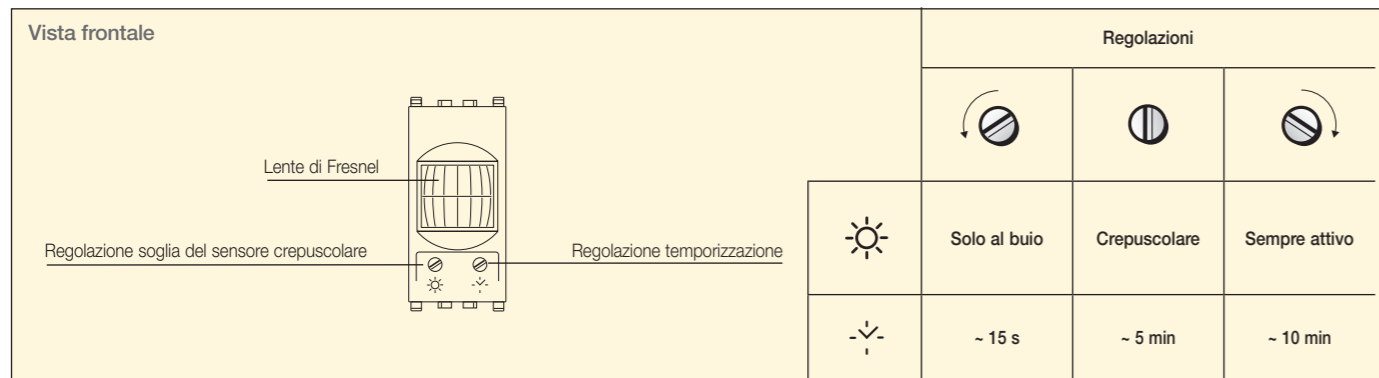 Vista frontale
Regolazioni
Lente di Fresnel
Regolazione soglia del sensore crepuscolare
Regolazione temporizzazione
Solo al buio
Crepuscolare
Sempre attivo
~ 15 s
~ 5 min
~ 10 min